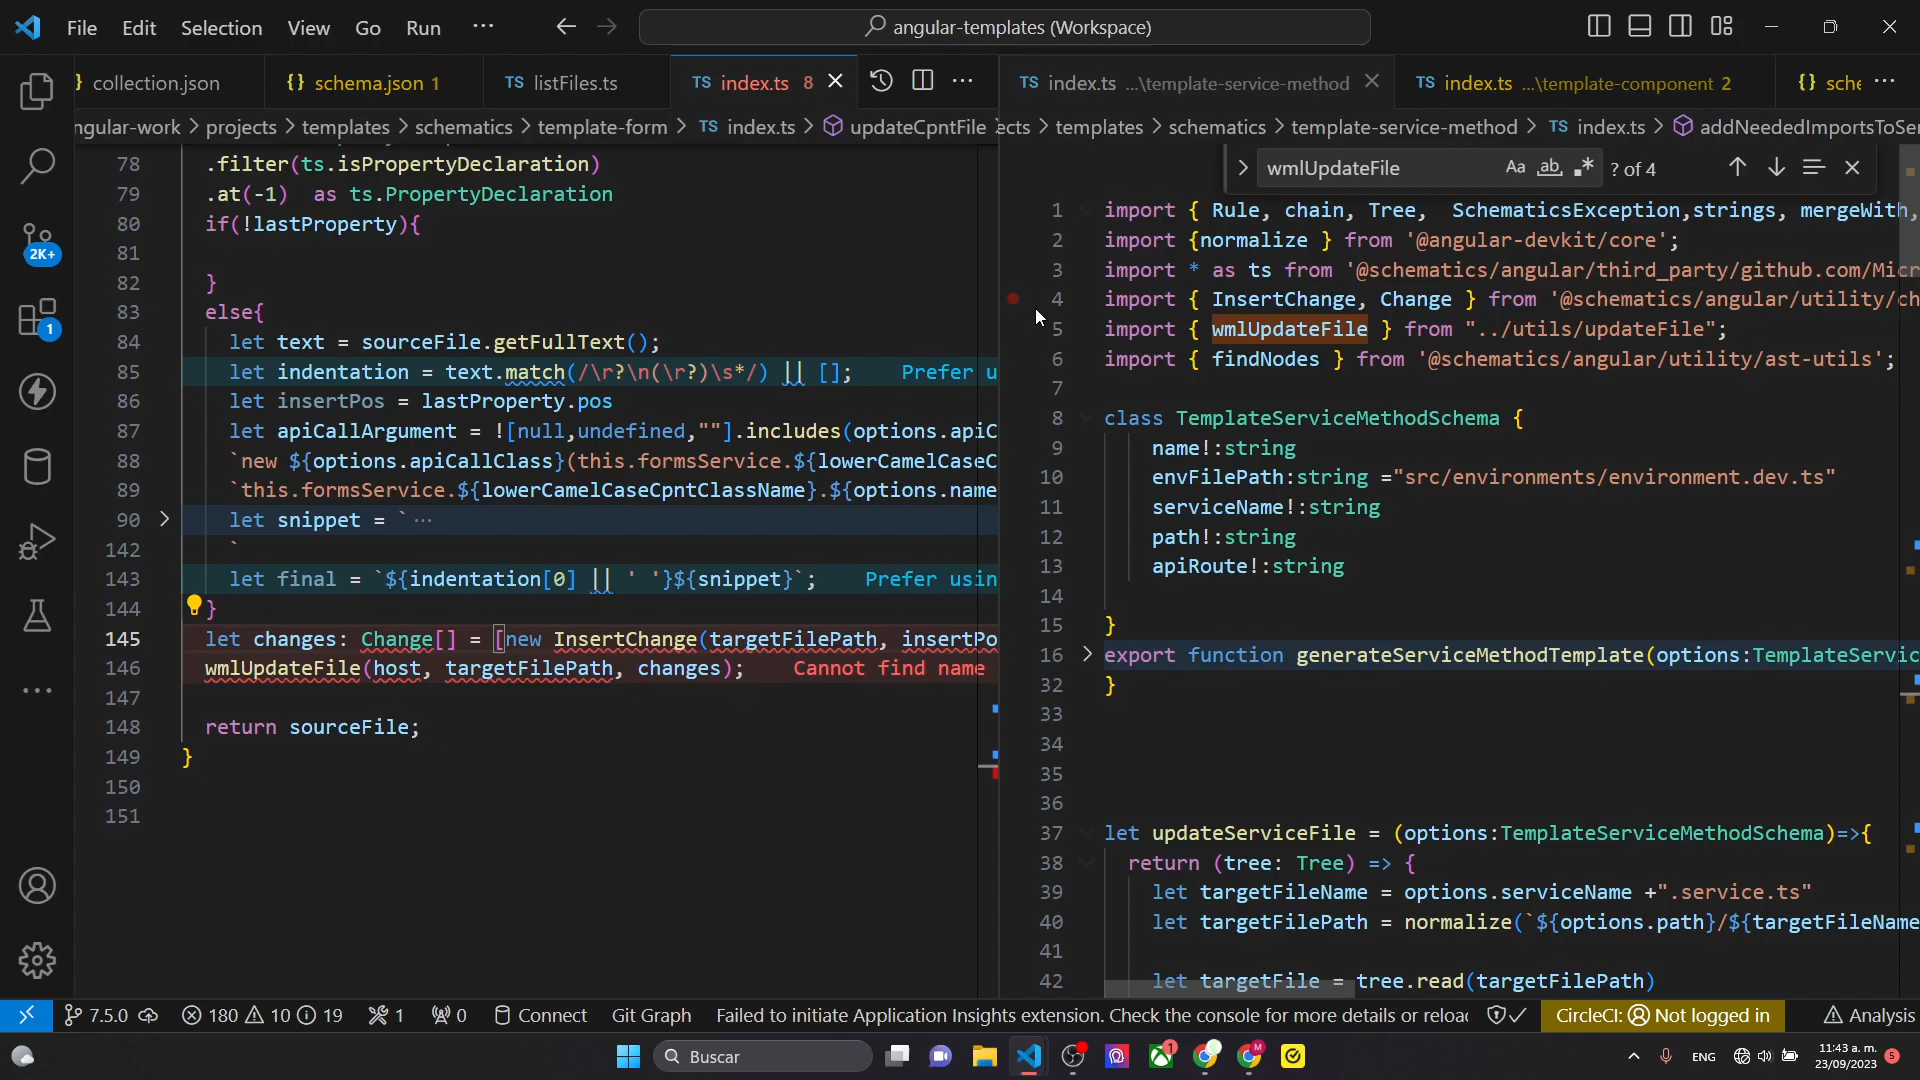 File Edit Selection View Go Run ···
angular-templates (Workspace)
collection.json
{} schema.json 1
TS listFiles.ts
TS index.ts 8
TS index.ts ...\template-service-method
TS index.ts ...\template-component 2
{} sche
ngular-work > projects > templates > schematics > template-form > TS index.ts > updateCpntFile
ects > templates > schematics > template-service-method > TS index.ts > addNeededImportsToSer
wmlUpdateFile
Aa ab .* ? of 4
78 .filter(ts.isPropertyDeclaration)
79 .at(-1)  as ts.PropertyDeclaration
80 if(!lastProperty){
81
82 }
83 else{
84 let text = sourceFile.getFullText();
85 let indentation = text.match(/\r?\n(\r?)\s*/) || []; Prefer u
86 let insertPos = lastProperty.pos
87 let apiCallArgument = ![null,undefined,""].includes(options.apiC
88 `new ${options.apiCallClass}(this.formsService.${lowerCamelCaseC
89 `this.formsService.${lowerCamelCaseCpntClassName}.${options.name
90 let snippet = ` ···
142 `
143 let final = `${indentation[0] || ' '}${snippet}`; Prefer usin
144 }
145 let changes: Change[] = [new InsertChange(targetFilePath, insertPo
146 wmlUpdateFile(host, targetFilePath, changes); Cannot find name
147
148 return sourceFile;
149 }
150
151
1 import { Rule, chain, Tree,  SchematicsException,strings, mergeWith,
2 import {normalize } from '@angular-devkit/core';
3 import * as ts from '@schematics/angular/third_party/github.com/Micr
4 import { InsertChange, Change } from '@schematics/angular/utility/ch
5 import { wmlUpdateFile } from "../utils/updateFile";
6 import { findNodes } from '@schematics/angular/utility/ast-utils';
7
8 class TemplateServiceMethodSchema {
9 name!:string
10 envFilePath:string ="src/environments/environment.dev.ts"
11 serviceName!:string
12 path!:string
13 apiRoute!:string
14
15 }
16 export function generateServiceMethodTemplate(options:TemplateServic
32 }
33
34
35
36
37 let updateServiceFile = (options:TemplateServiceMethodSchema)=>{
38 return (tree: Tree) => {
39 let targetFileName = options.serviceName +".service.ts"
40 let targetFilePath = normalize(`${options.path}/${targetFileName
41
42 let targetFile = tree.read(targetFilePath)
2K+
1
7.5.0 180 10 19 1 0 Connect Git Graph Failed to initiate Application Insights extension. Check the console for more details or reloa CircleCI: Not logged in Analysis
Buscar
1
M
ENG
11:43 a. m.
23/09/2023
5